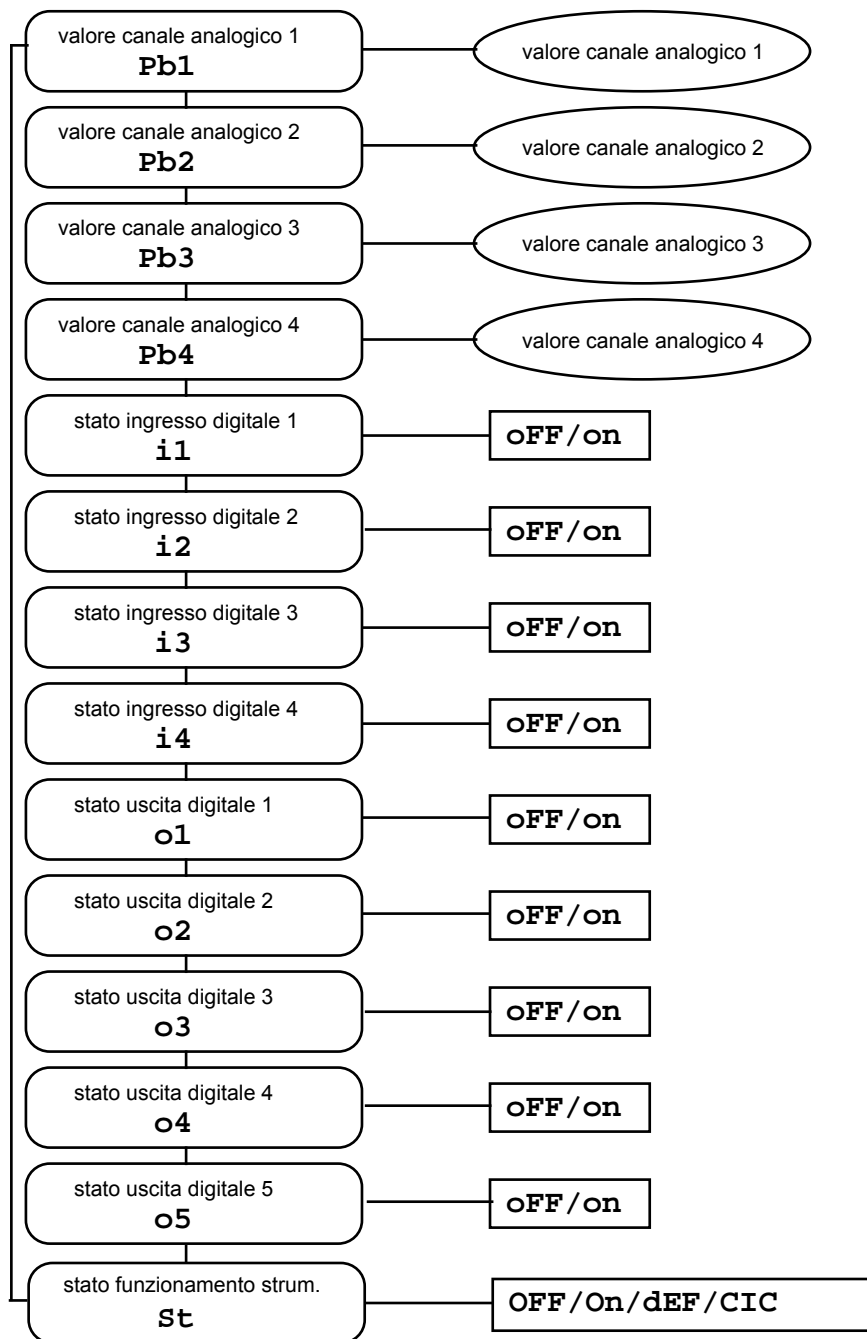 valore canale analogico 1
Pb1
valore canale analogico 1
valore canale analogico 2
Pb2
valore canale analogico 2
valore canale analogico 3
Pb3
valore canale analogico 3
valore canale analogico 4
Pb4
valore canale analogico 4
stato ingresso digitale 1
i1
oFF/on
stato ingresso digitale 2
i2
oFF/on
stato ingresso digitale 3
i3
oFF/on
stato ingresso digitale 4
i4
oFF/on
stato uscita digitale 1
o1
oFF/on
stato uscita digitale 2
o2
oFF/on
stato uscita digitale 3
o3
oFF/on
stato uscita digitale 4
o4
oFF/on
stato uscita digitale 5
o5
oFF/on
stato funzionamento strum.
St
OFF/On/dEF/CIC